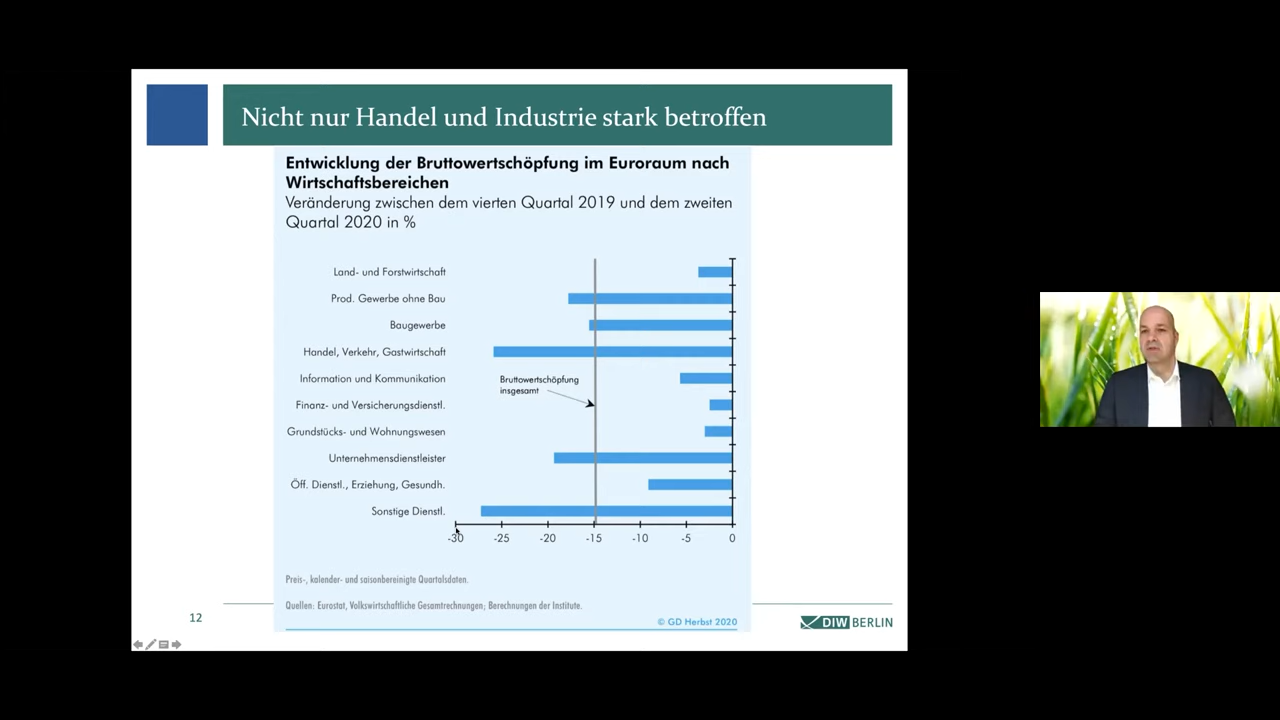 Nicht nur Handel und Industrie stark betroffen
Entwicklung der Bruttowertschöpfung im Euroraum nach
Wirtschaftsbereichen
Veränderung zwischen dem vierten Quartal 2019 und dem zweiten
Quartal 2020 in %
Land- und Forstwirtschaft
Prod. Gewerbe ohne Bau
Baugewerbe
Handel, Verkehr, Gastwirtschaft
Information und Kommunikation
Finanz- und Versicherungsdienstl.
Grundstücks- und Wohnungswesen
Unternehmensdienstleister
Öff. Dienstl., Erziehung, Gesundh.
Sonstige Dienstl.
Bruttowertschöpfung
insgesamt
-30 -25 -20 -15 -10 -5 0
Preis-, kalender- und saisonbereinigte Quartalsdaten.
Quellen: Eurostat, Volkswirtschaftliche Gesamtrechnungen; Berechnungen der Institute.
© GD Herbst 2020
12
DIW BERLIN